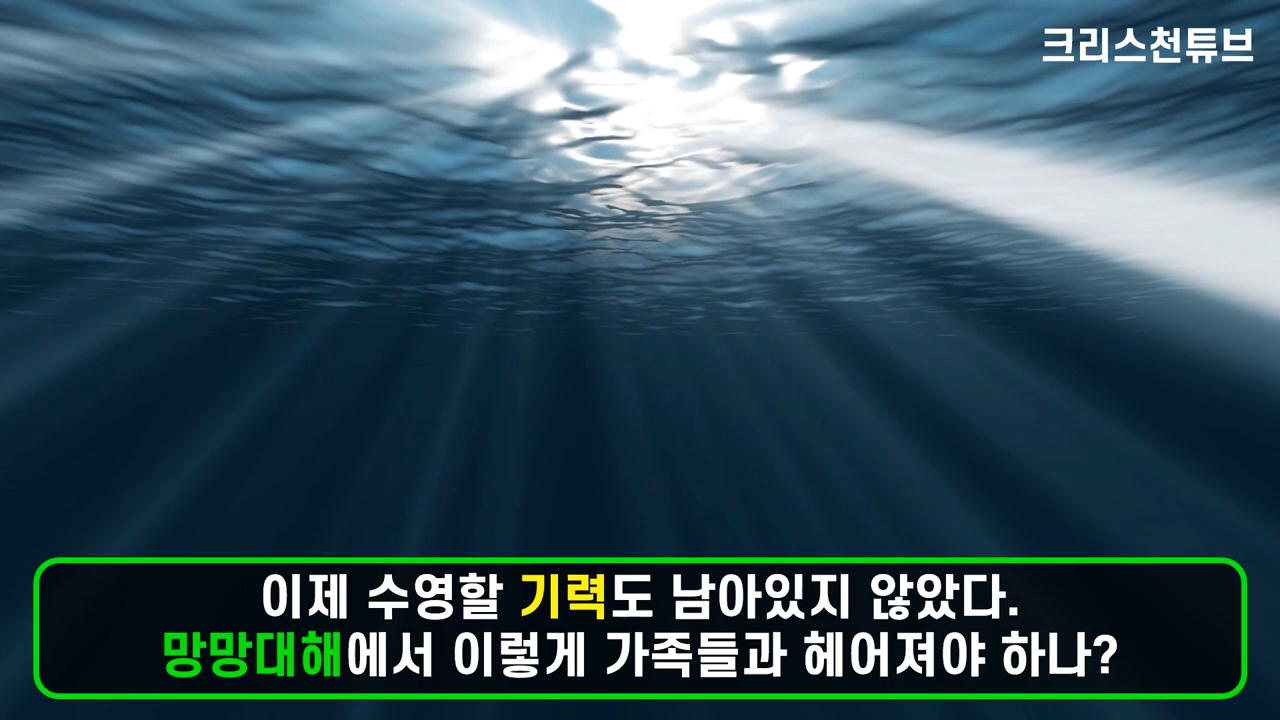 크리스천튜브
이제 수영할 기력도 남아있지 않았다.
망망대해에서 이렇게 가족들과 헤어져야 하나?